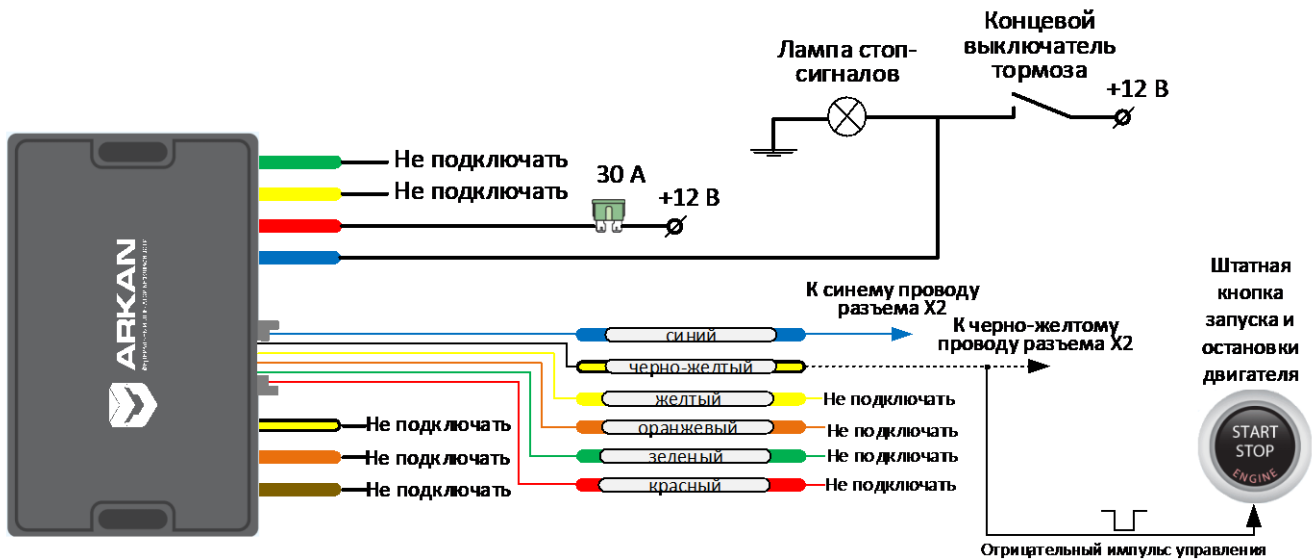 Концевой
выключатель
тормоза
Лампа стоп-
сигналов
+12 В
Не подключать
Не подключать
30 А
+12 В
ARKAN
К синему проводу
разъема X2
синий
К черно-желтому
проводу разъема X2
черно-желтый
желтый
Не подключать
оранжевый
Не подключать
зеленый
Не подключать
красный
Не подключать
Не подключать
Не подключать
Не подключать
Штатная
кнопка
запуска и
остановки
двигателя
START
STOP
ENGINE
Отрицательный импульс управления